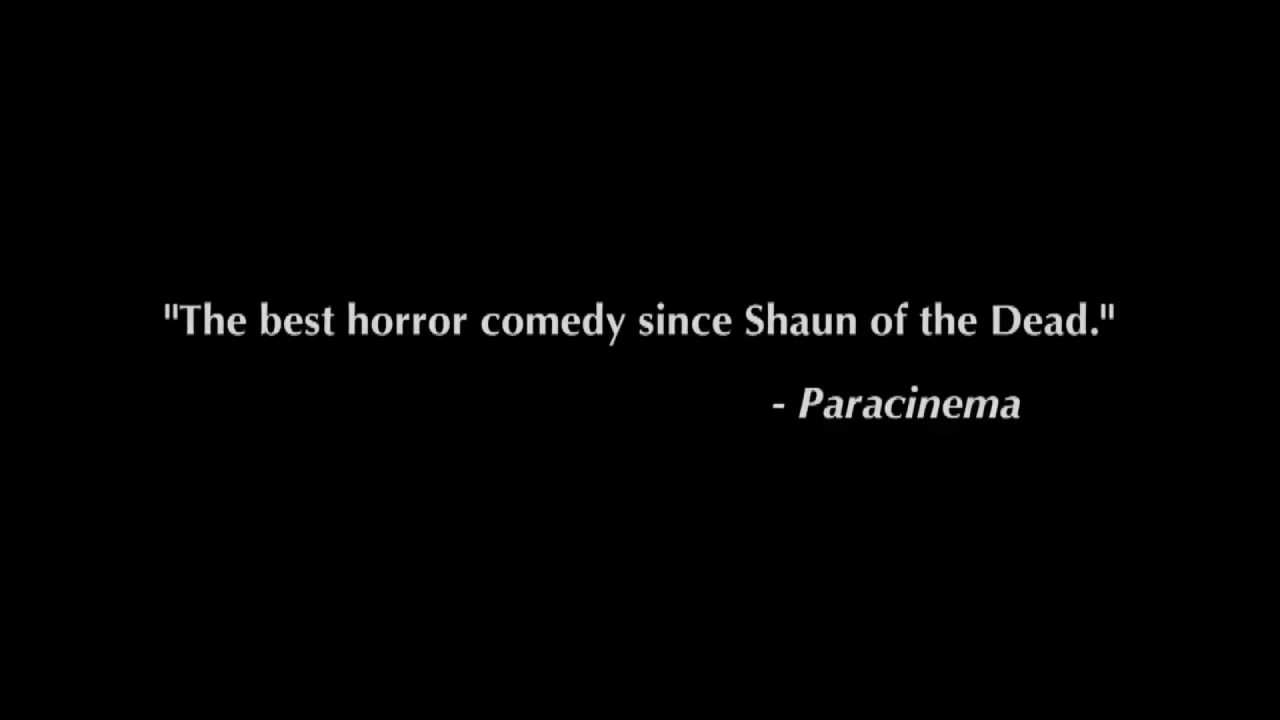 "The best horror comedy since Shaun of the Dead."
- Paracinema